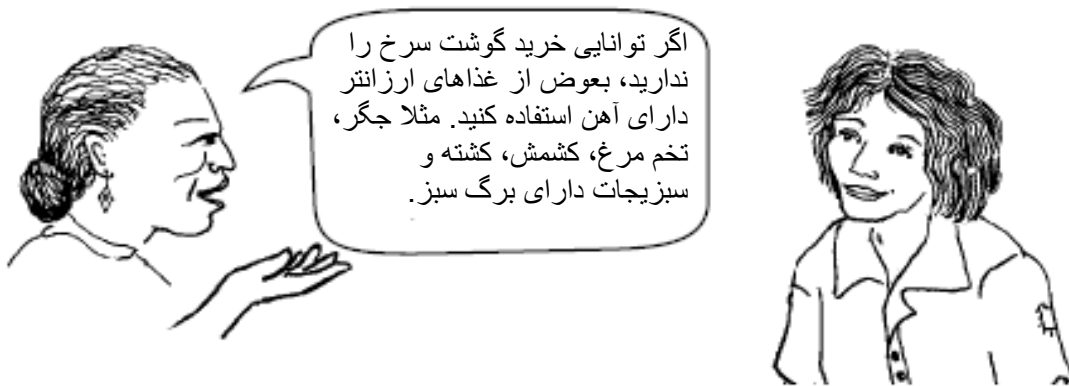 اگر توانایی خرید گوشت سرخ را
ندارید، بعوض از غذاهای ارزانتر
دارای آهن استفاده کنید. مثلا جگر،
تخم مرغ، کشمش، کشته و
سبزیجات دارای برگ سبز.